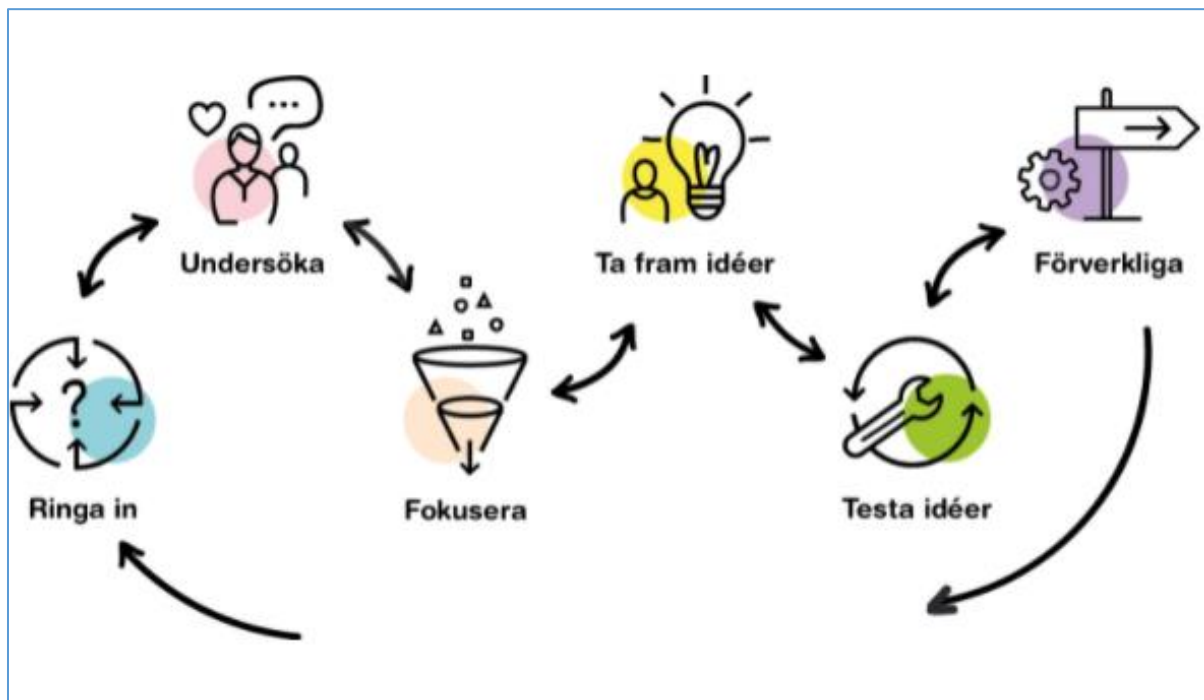 Undersöka
Ta fram idéer
Förverkliga
?
Ringa in
Fokusera
Testa idéer